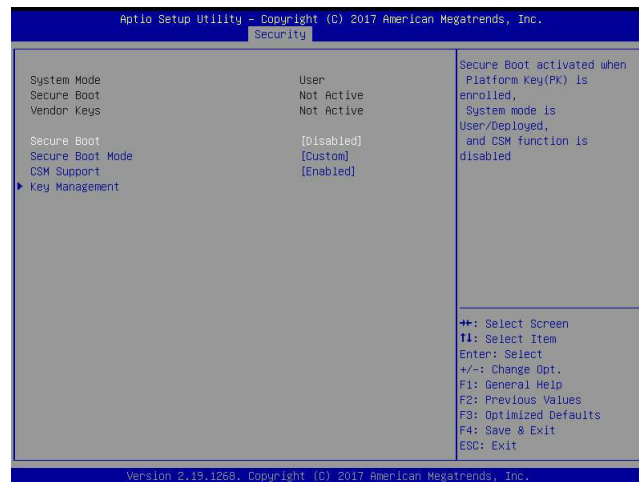 Aptio Setup Utility – Copyright (C) 2017 American Megatrends, Inc.
Security
System Mode User
Secure Boot Not Active
Vendor Keys Not Active
Secure Boot [Disabled]
Secure Boot Mode [Custom]
CSM Support [Enabled]
Key Management
Secure Boot activated when
Platform Key(PK) is
enrolled,
System mode is
User/Deployed,
and CSM function is
disabled
→←: Select Screen
↑↓: Select Item
Enter: Select
+/-: Change Opt.
F1: General Help
F2: Previous Values
F3: Optimized Defaults
F4: Save & Exit
ESC: Exit
Version 2.19.1268. Copyright (C) 2017 American Megatrends, Inc.